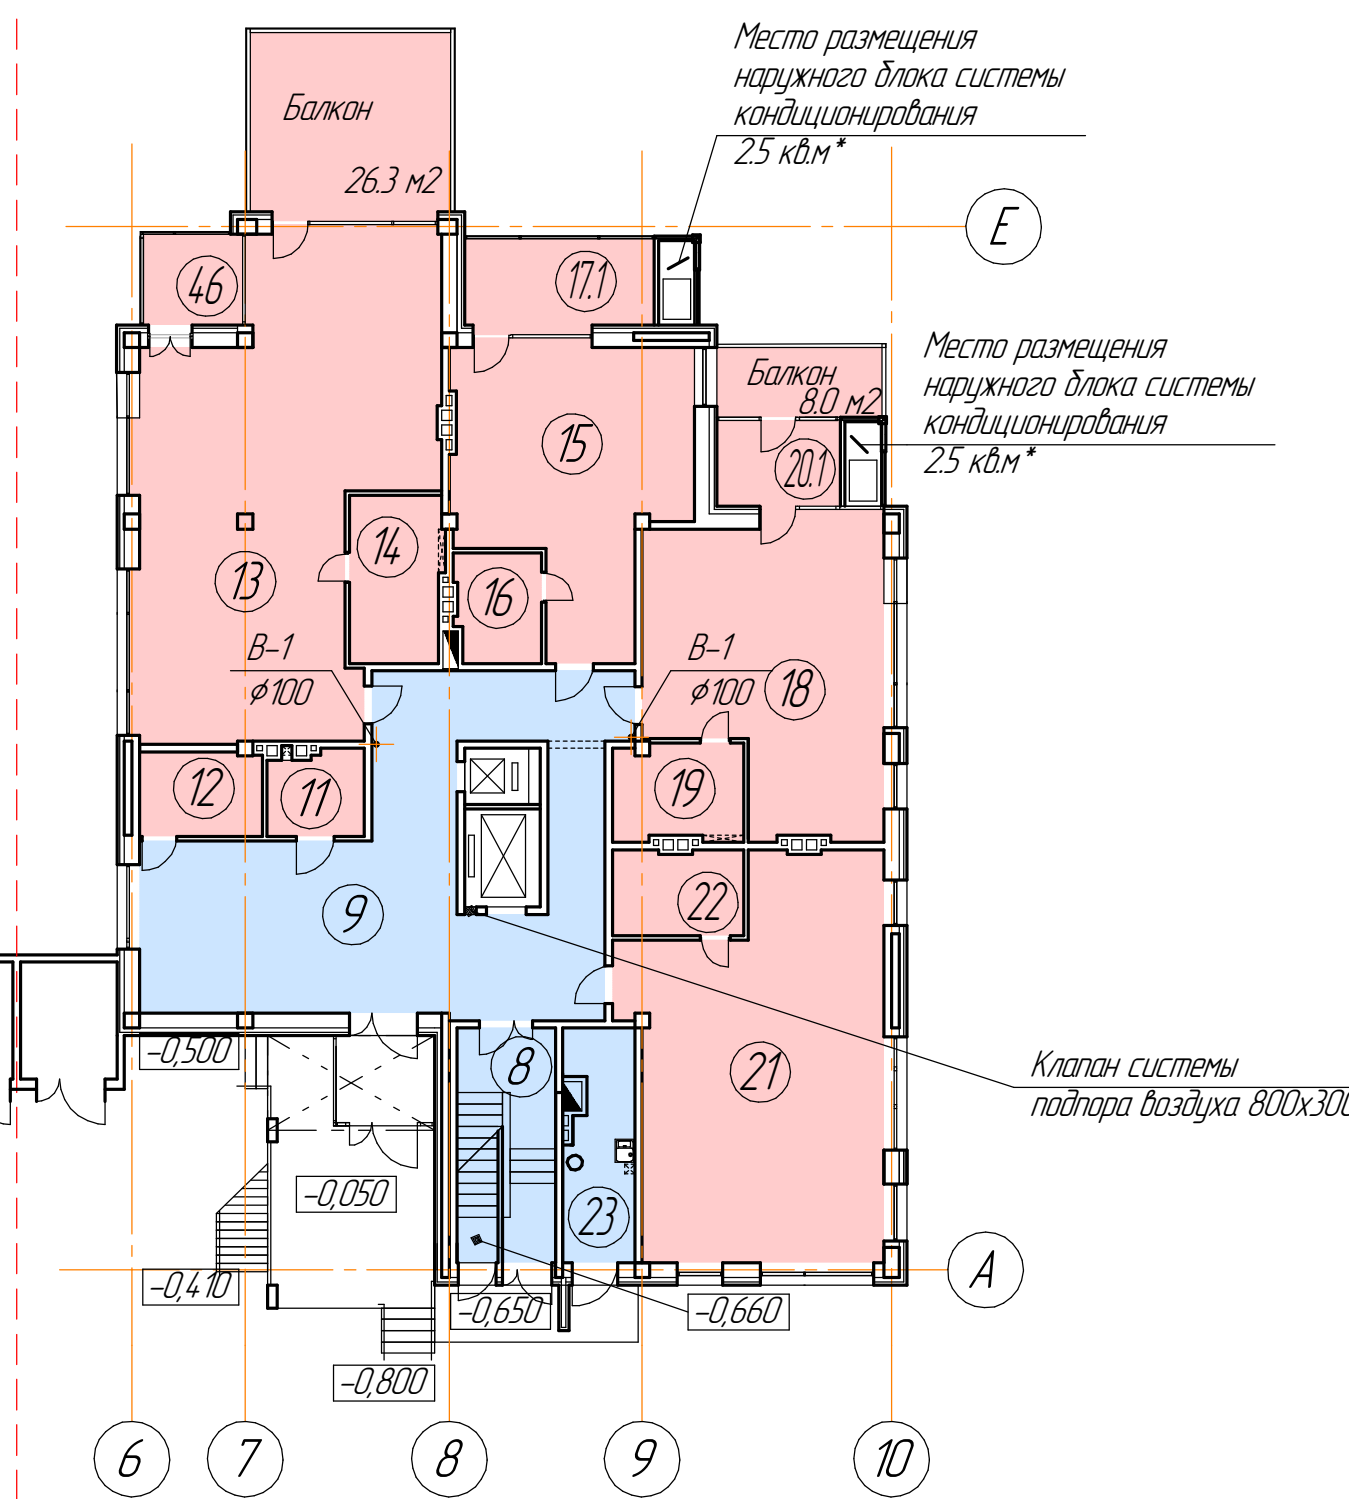 Место размещения
наружного блока системы
кондиционирования
2.5 кв.м*
Балкон
26.3 м2
Е
46
17.1
Место размещения
наружного блока системы
кондиционирования
2.5 кв.м*
Балкон
8.0 м2
15
20.1
14
13
16
В-1
ϕ100
В-1
ϕ100
18
12
11
19
9
22
8
21
-0,500
Клапан системы
подпора воздуха 800х300
-0,050
23
А
-0,410
-0,650
-0,660
-0,800
6
7
8
9
10